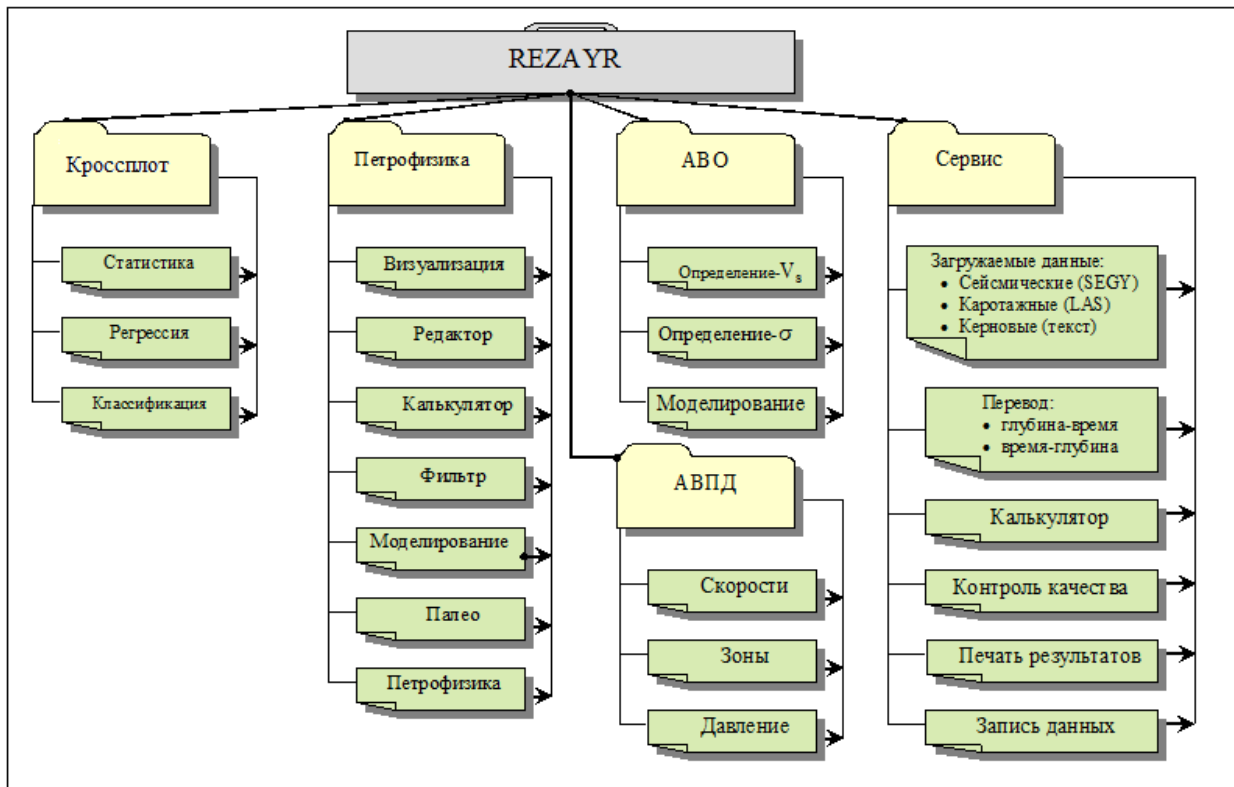 REZAYR
Кроссплот
Статистика
Регрессия
Классификация
Петрофизика
Визуализация
Редактор
Калькулятор
Фильтр
Моделирование
Палео
Петрофизика
АВО
Определение-Vs
Определение-σ
Моделирование
АВПД
Скорости
Зоны
Давление
Сервис
Загружаемые данные:
• Сейсмические (SEGY)
• Каротажные (LAS)
• Керновые (текст)
Перевод:
• глубина-время
• время-глубина
Калькулятор
Контроль качества
Печать результатов
Запись данных